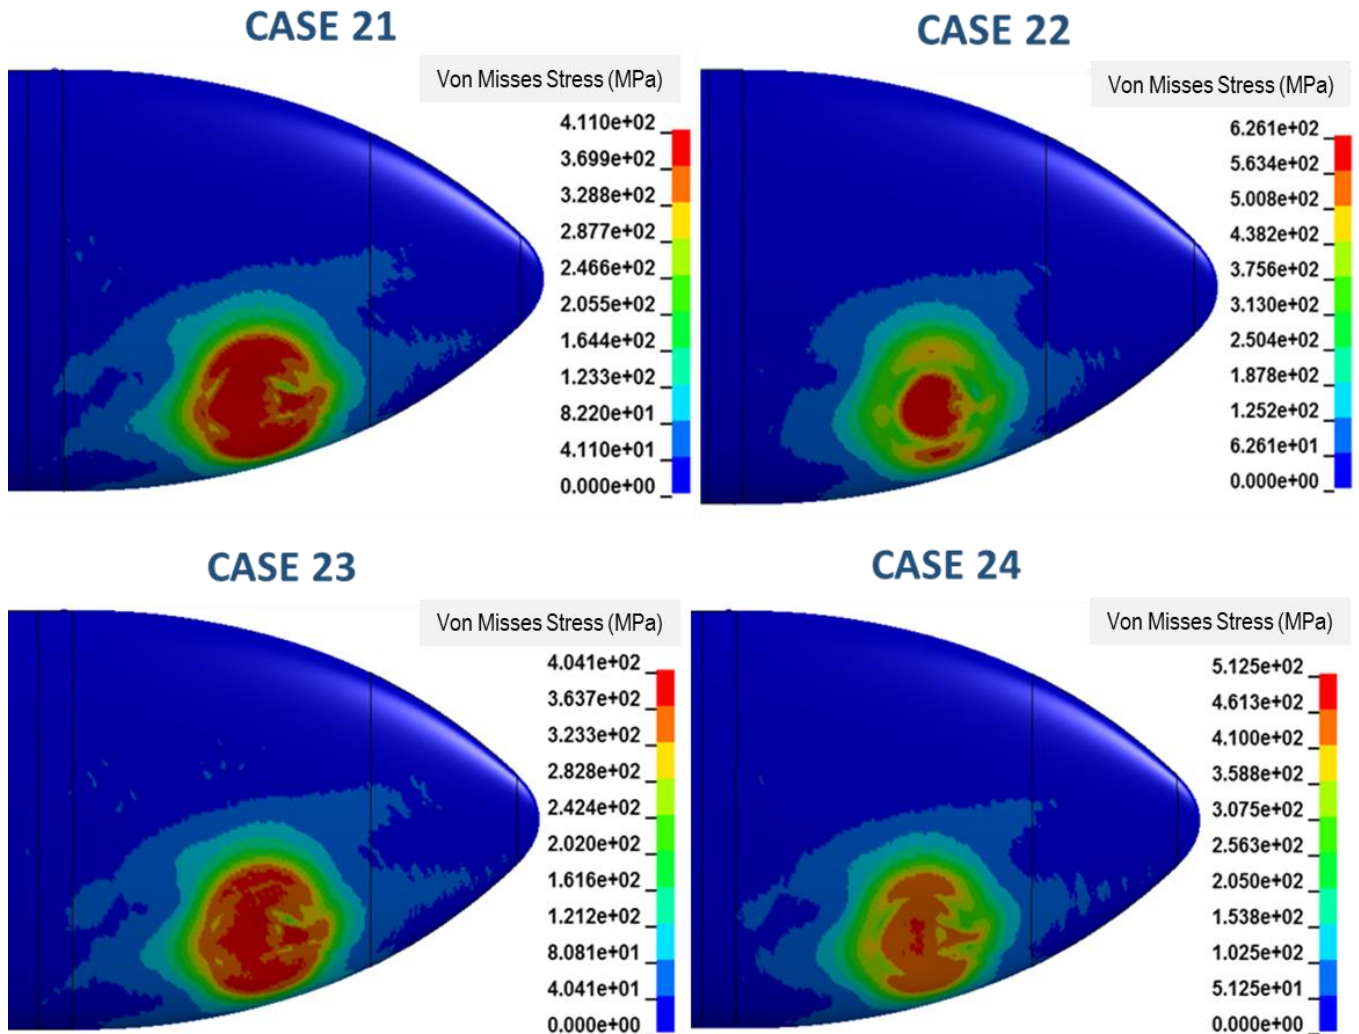 CASE 21
Von Misses Stress (MPa)
4.110e+02
3.699e+02
3.288e+02
2.877e+02
2.466e+02
2.055e+02
1.644e+02
1.233e+02
8.220e+01
4.110e+01
0.000e+00
CASE 22
Von Misses Stress (MPa)
6.261e+02
5.634e+02
5.008e+02
4.382e+02
3.756e+02
3.130e+02
2.504e+02
1.878e+02
1.252e+02
6.261e+01
0.000e+00
CASE 23
Von Misses Stress (MPa)
4.041e+02
3.637e+02
3.233e+02
2.828e+02
2.424e+02
2.020e+02
1.616e+02
1.212e+02
8.081e+01
4.041e+01
0.000e+00
CASE 24
Von Misses Stress (MPa)
5.125e+02
4.613e+02
4.100e+02
3.588e+02
3.075e+02
2.563e+02
2.050e+02
1.538e+02
1.025e+02
5.125e+01
0.000e+00